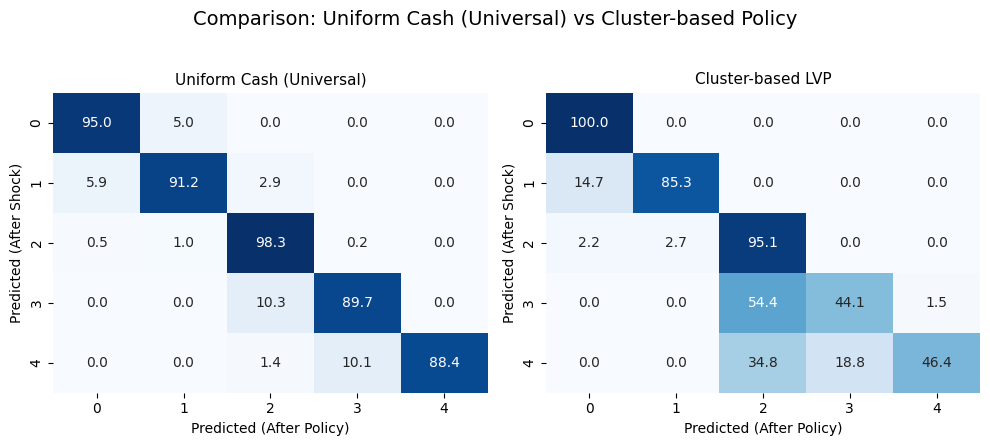 Comparison: Uniform Cash (Universal) vs Cluster-based Policy
Uniform Cash (Universal)
Predicted (After Shock)
0
95.0 5.0 0.0 0.0 0.0
1
5.9 91.2 2.9 0.0 0.0
2
0.5 1.0 98.3 0.2 0.0
3
0.0 0.0 10.3 89.7 0.0
4
0.0 0.0 1.4 10.1 88.4
0 1 2 3 4
Predicted (After Policy)
Cluster-based LVP
Predicted (After Shock)
0
100.0 0.0 0.0 0.0 0.0
1
14.7 85.3 0.0 0.0 0.0
2
2.2 2.7 95.1 0.0 0.0
3
0.0 0.0 54.4 44.1 1.5
4
0.0 0.0 34.8 18.8 46.4
0 1 2 3 4
Predicted (After Policy)